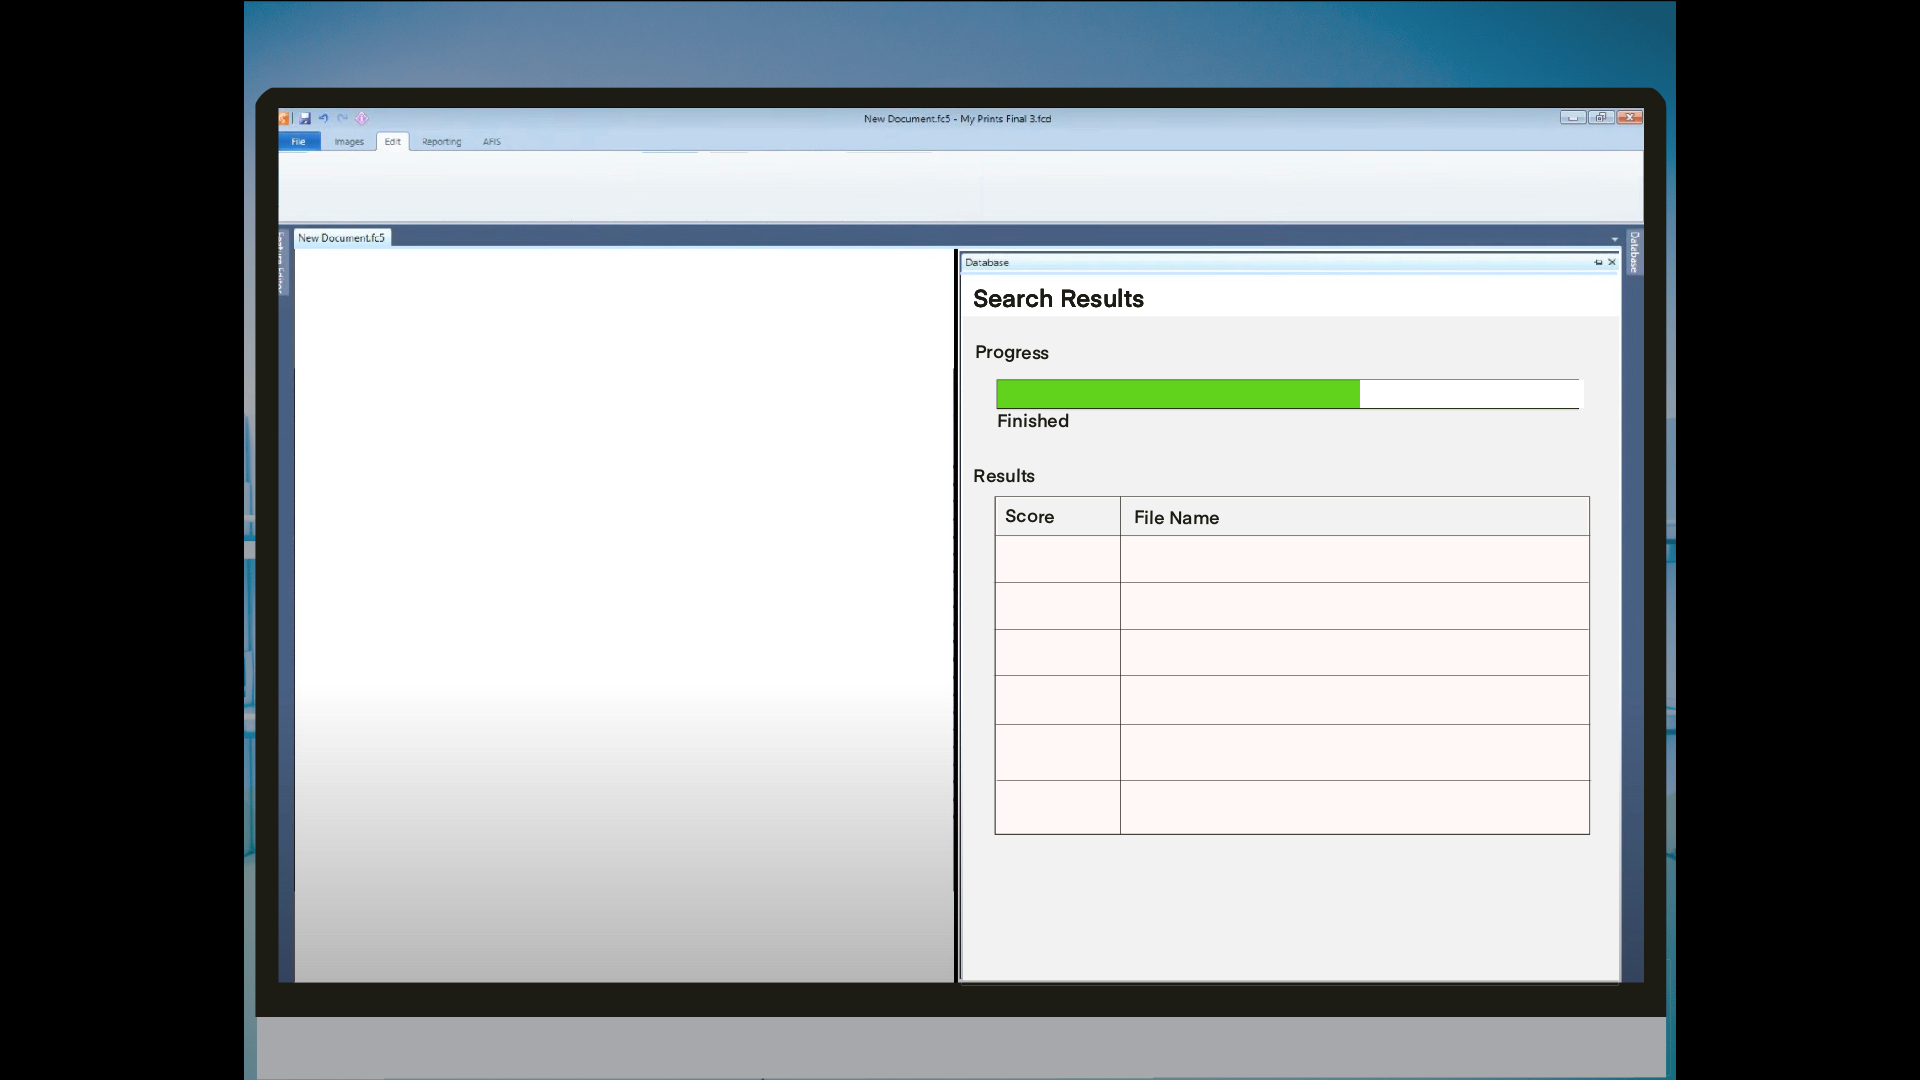 New Document.fc5 - My Prints Final 3.fcd
File Images Edit Reporting AFIS
New Document.fc5
Database
Database
Search Results
Progress
Finished
Results
Score File Name